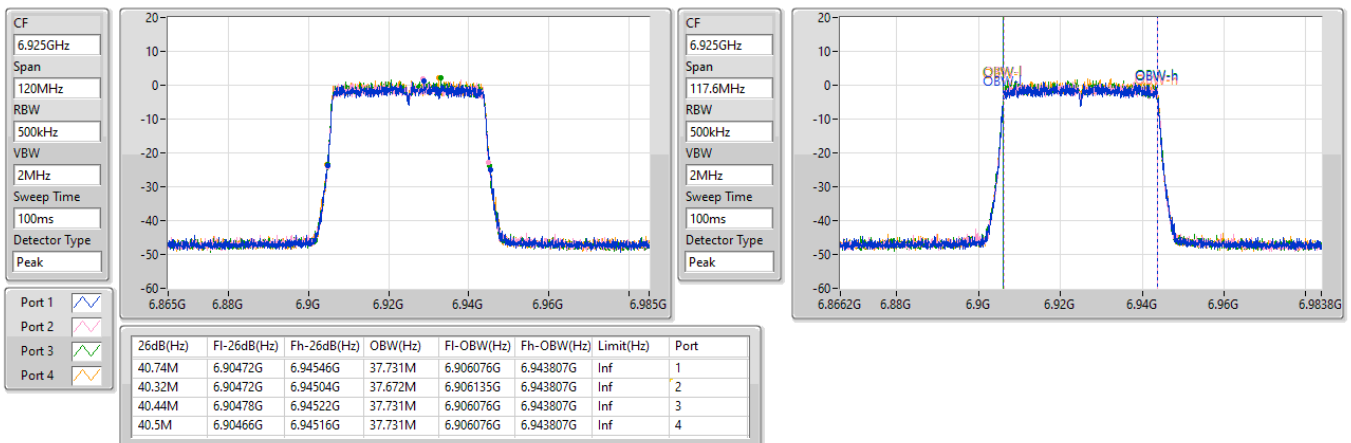 CF
6.925GHz
Span
120MHz
RBW
500kHz
VBW
2MHz
Sweep Time
100ms
Detector Type
Peak
20
10
0
-10
-20
-30
-40
-50
-60
6.865G 6.88G 6.9G 6.92G 6.94G 6.96G 6.985G
CF
6.925GHz
Span
117.6MHz
RBW
500kHz
VBW
2MHz
Sweep Time
100ms
Detector Type
Peak
20
10
0
-10
-20
-30
-40
-50
-60
OBW-l
OBW-h
6.8662G 6.88G 6.9G 6.92G 6.94G 6.96G 6.9838G
Port 1
Port 2
Port 3
Port 4
26dB(Hz) Fl-26dB(Hz) Fh-26dB(Hz) OBW(Hz) Fl-OBW(Hz) Fh-OBW(Hz) Limit(Hz) Port
40.74M 6.90472G 6.94546G 37.731M 6.906076G 6.943807G Inf 1
40.32M 6.90472G 6.94504G 37.672M 6.906135G 6.943807G Inf 2
40.44M 6.90478G 6.94522G 37.731M 6.906076G 6.943807G Inf 3
40.5M 6.90466G 6.94516G 37.731M 6.906076G 6.943807G Inf 4